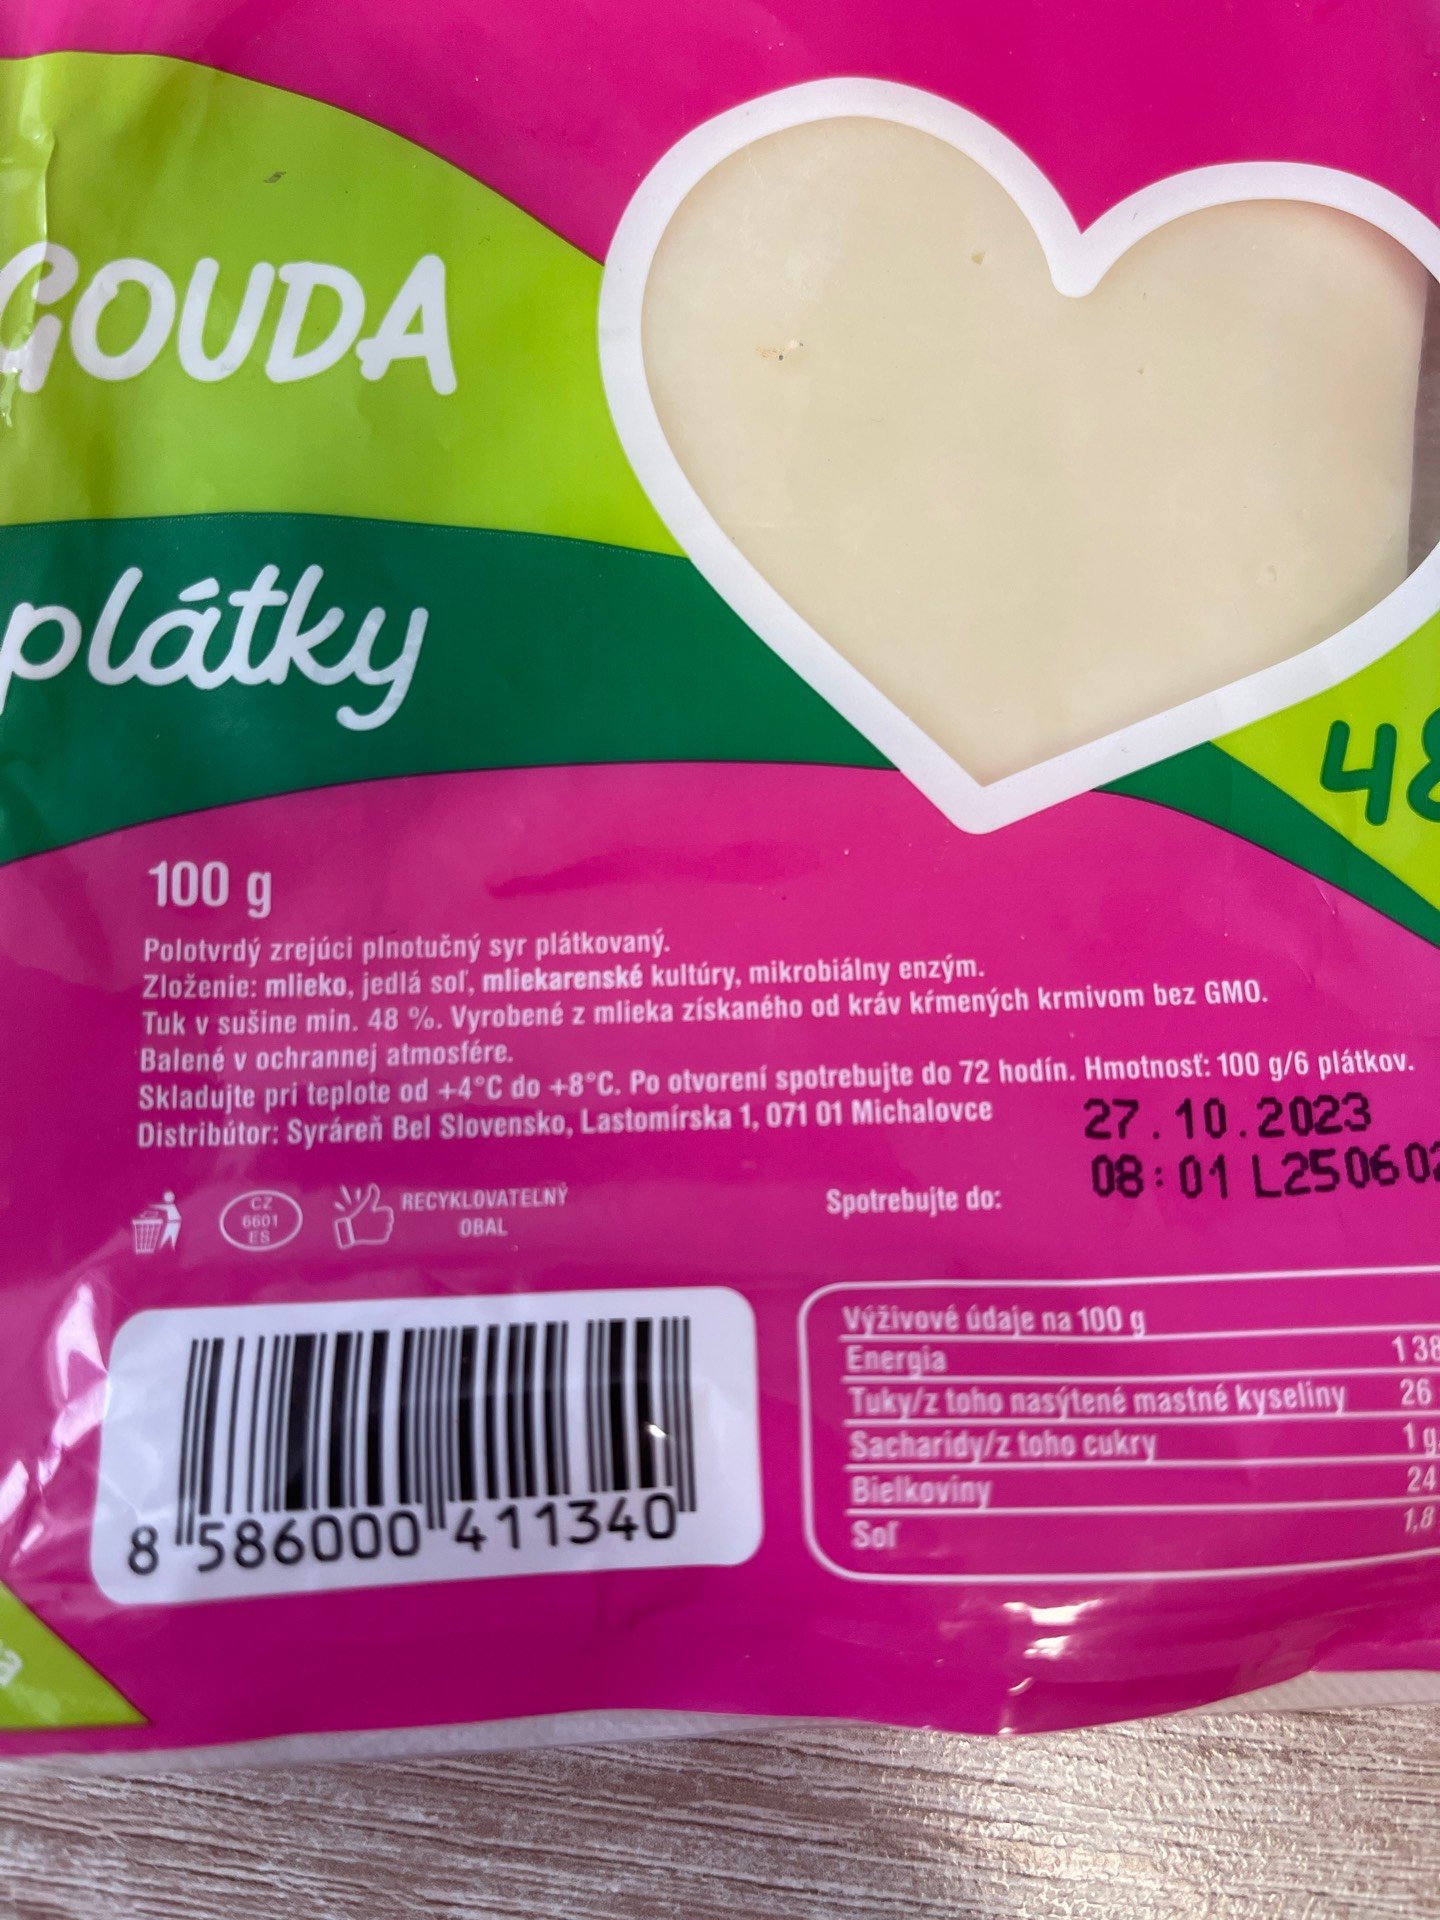 GOUDA
plátky
100 g
Polotvrdý zrejúci plnotučný syr plátkovaný.
Zloženie: mlieko, jedlá soľ, mliekarenské kultúry, mikrobiálny enzým.
Tuk v sušine min. 48 %. Vyrobené z mlieka získaného od kráv kŕmených krmivom bez GMO.
Balené v ochrannej atmosfére.
Skladujte pri teplote od +4°C do +8°C. Po otvorení spotrebujte do 72 hodín. Hmotnosť: 100 g/6 plátkov.
Distribútor: Syráreň Bel Slovensko, Lastomírska 1, 071 01 Michalovce
27.10.2023
08:01 L250602
CZ
6601
ES
RECYKLOVATEĽNÝ
OBAL
Spotrebujte do:
8 586000 411340
Výživové údaje na 100 g
Energia 1 38
Tuky/z toho nasýtené mastné kyseliny 26
Sacharidy/z toho cukry 1 g
Bielkoviny 24
Soľ 1,8